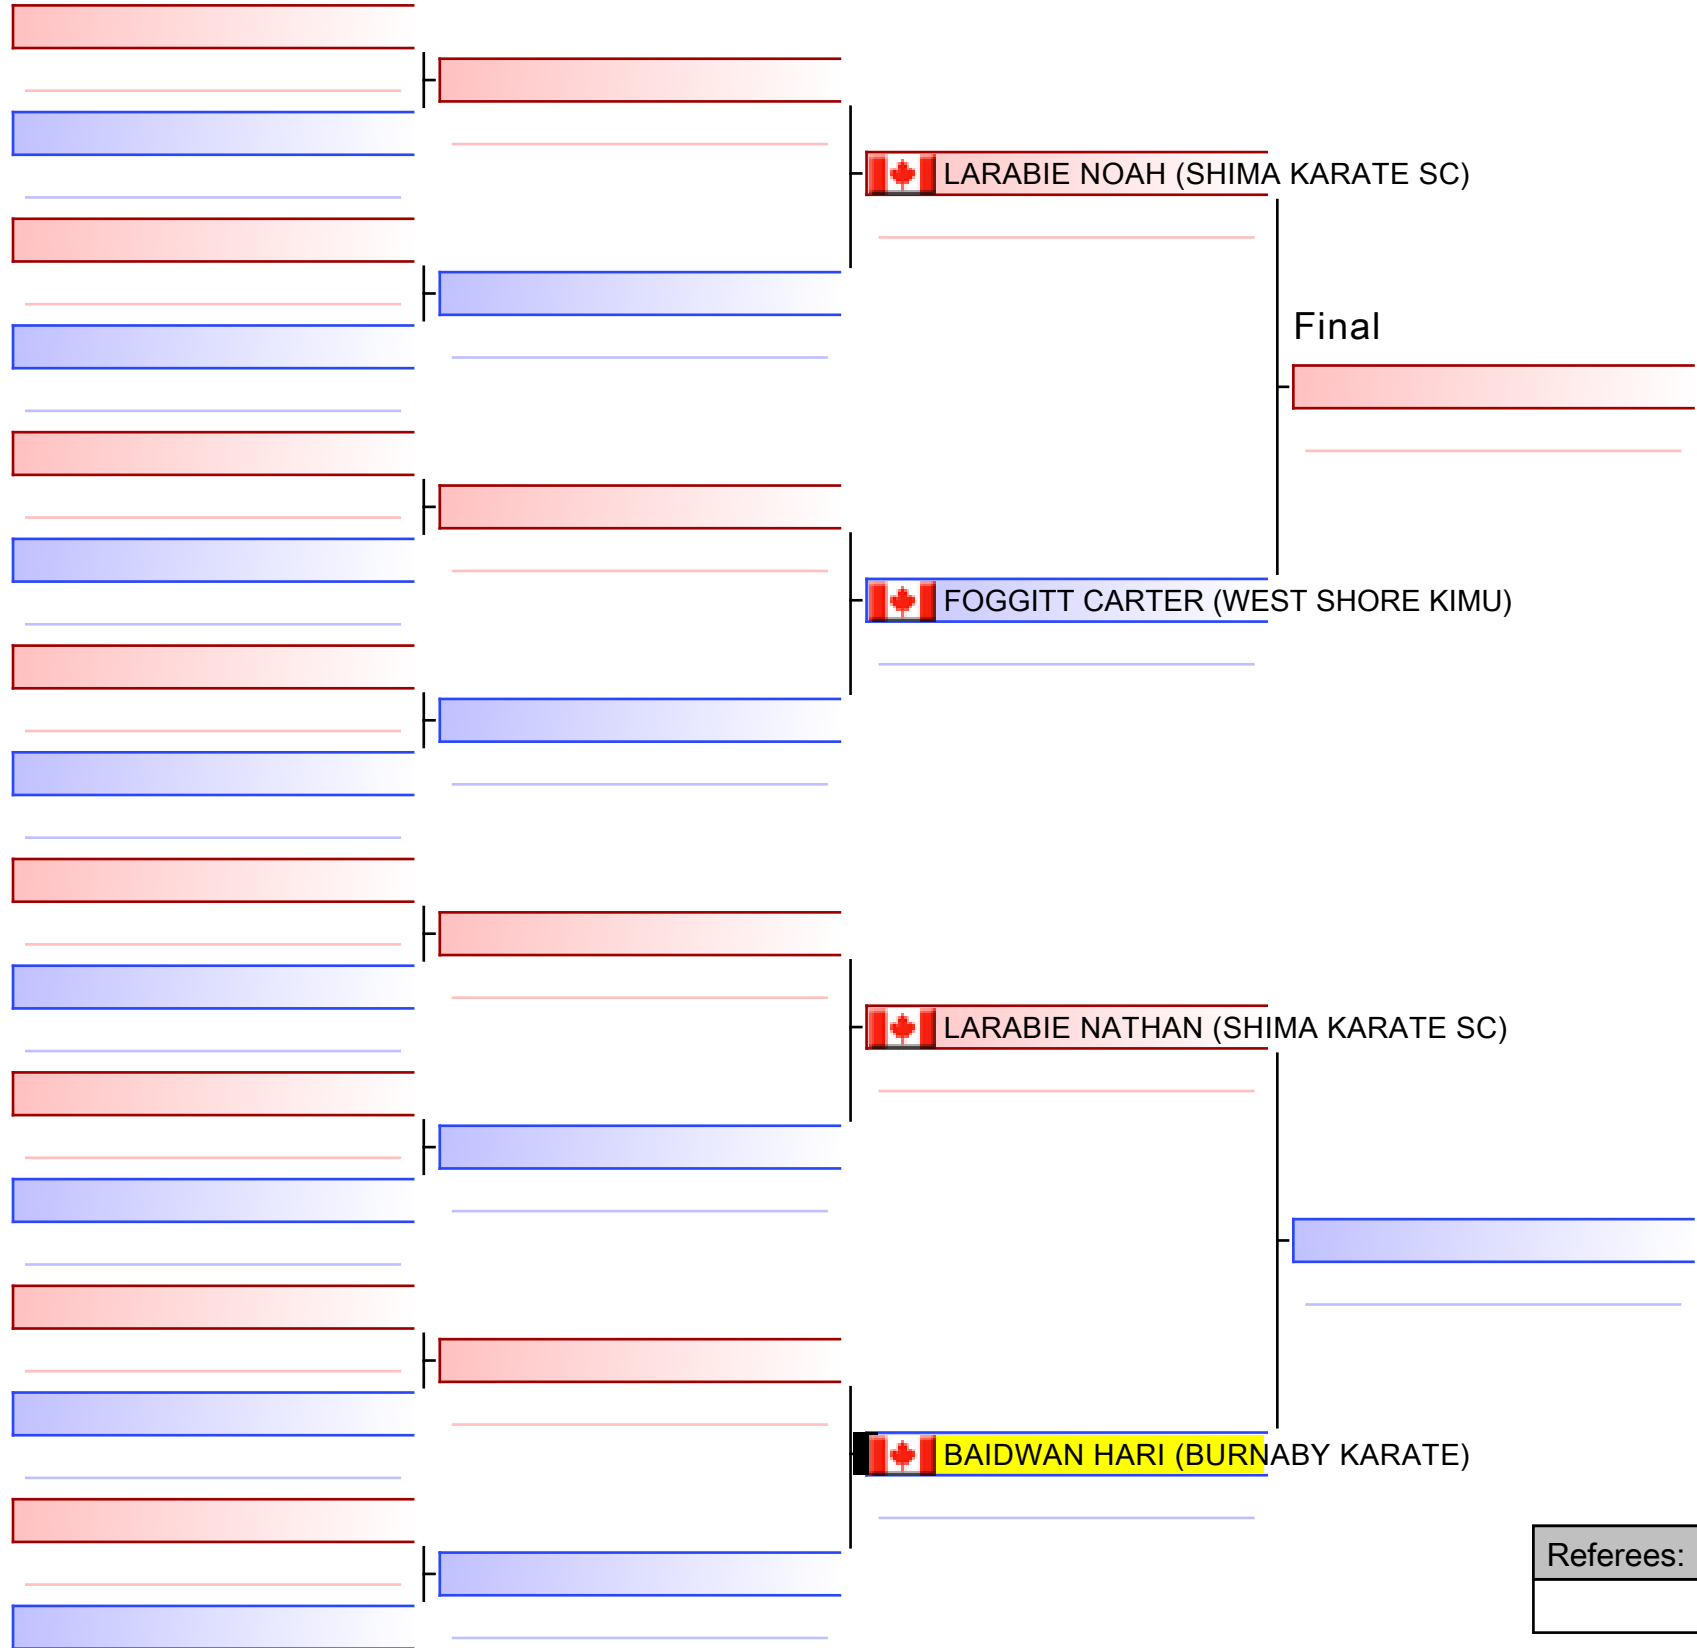 LARABIE NOAH (SHIMA KARATE SC)
Final
FOGGITT CARTER (WEST SHORE KIMU)
LARABIE NATHAN (SHIMA KARATE SC)
BAIDWAN HARI (BURNABY KARATE)
Referees: